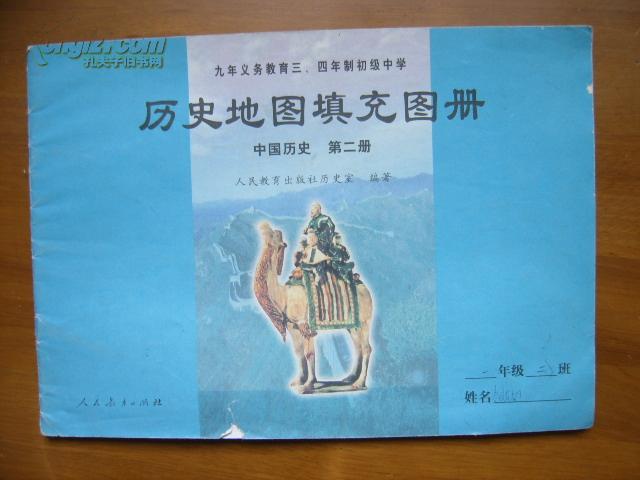 孔夫子旧书网
九年义务教育三、四年制初级中学
历史地图填充图册
中国历史 第二册
人民教育出版社历史室 编著
一年级 三 班
姓名
人民教育出版社